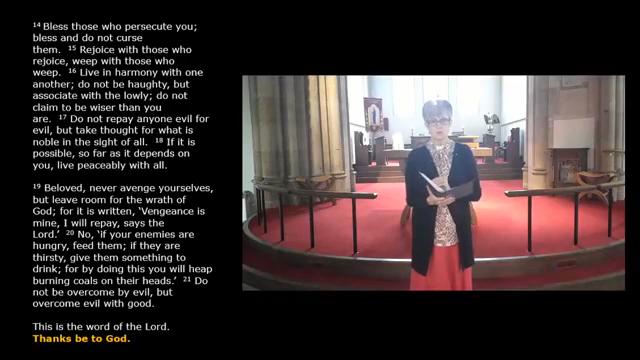 14 Bless those who persecute you;
bless and do not curse
them. 15 Rejoice with those who
rejoice, weep with those who
weep. 16 Live in harmony with one
another; do not be haughty, but
associate with the lowly; do not
claim to be wiser than you
are. 17 Do not repay anyone evil for
evil, but take thought for what is
noble in the sight of all. 18 If it is
possible, so far as it depends on
you, live peaceably with all.
19 Beloved, never avenge yourselves,
but leave room for the wrath of
God; for it is written, ‘Vengeance is
mine, I will repay, says the
Lord.’ 20 No, ‘if your enemies are
hungry, feed them; if they are
thirsty, give them something to
drink; for by doing this you will heap
burning coals on their heads.’ 21 Do
not be overcome by evil, but
overcome evil with good.
This is the word of the Lord.
Thanks be to God.